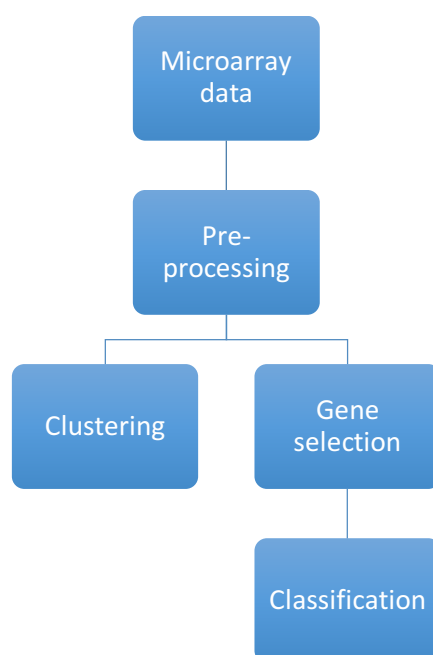 Microarray
data
Pre-
processing
Clustering
Gene
selection
Classification